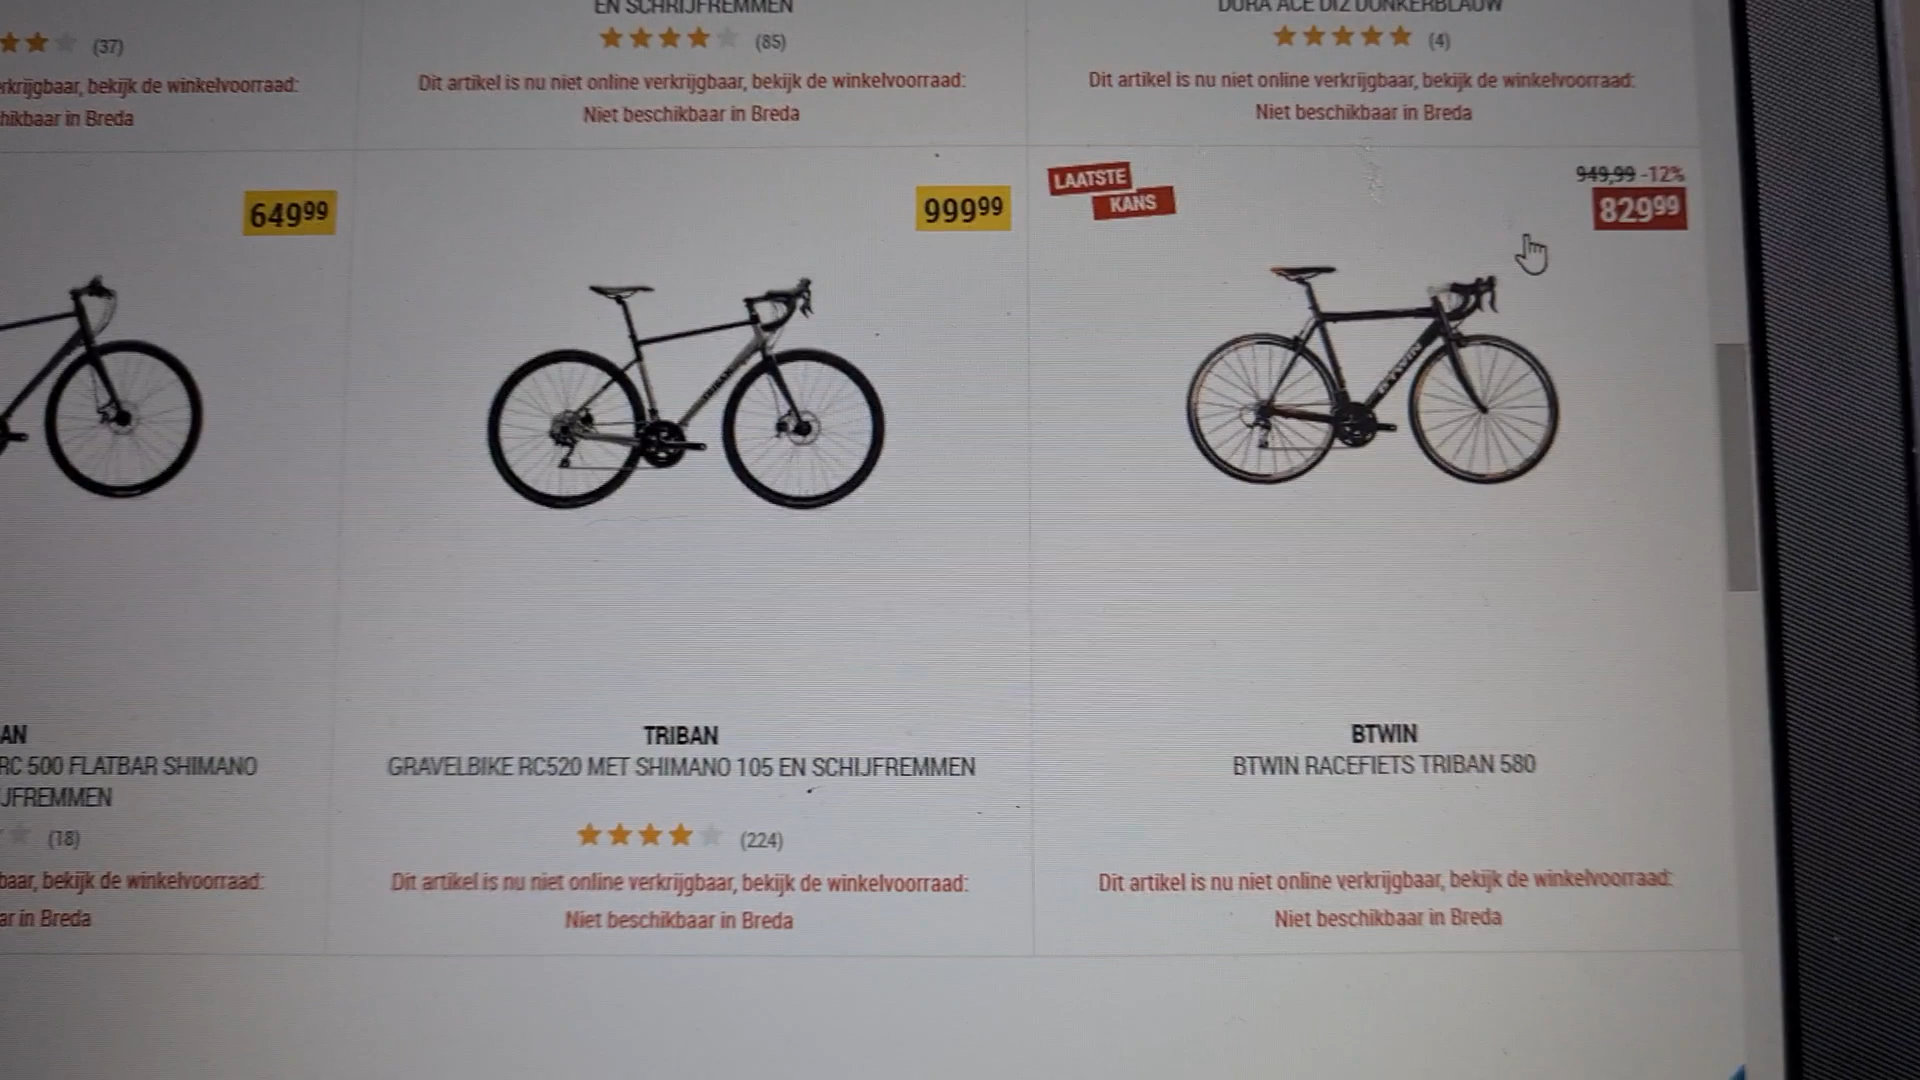 EN SCHRIJFREMMEN
DURA ACE DI2 DONKERBLAUW
(37)
(85)
(4)
rkrijgbaar, bekijk de winkelvoorraad:
hikbaar in Breda
Dit artikel is nu niet online verkrijgbaar, bekijk de winkelvoorraad:
Niet beschikbaar in Breda
Dit artikel is nu niet online verkrijgbaar, bekijk de winkelvoorraad:
Niet beschikbaar in Breda
64999
99999
LAATSTE
KANS
949,99 -12%
82999
BTWIN
AN
RC 500 FLATBAR SHIMANO
JFREMMEN
(18)
baar, bekijk de winkelvoorraad:
ar in Breda
TRIBAN
GRAVELBIKE RC520 MET SHIMANO 105 EN SCHIJFREMMEN
(224)
Dit artikel is nu niet online verkrijgbaar, bekijk de winkelvoorraad:
Niet beschikbaar in Breda
BTWIN
BTWIN RACEFIETS TRIBAN 580
Dit artikel is nu niet online verkrijgbaar, bekijk de winkelvoorraad:
Niet beschikbaar in Breda